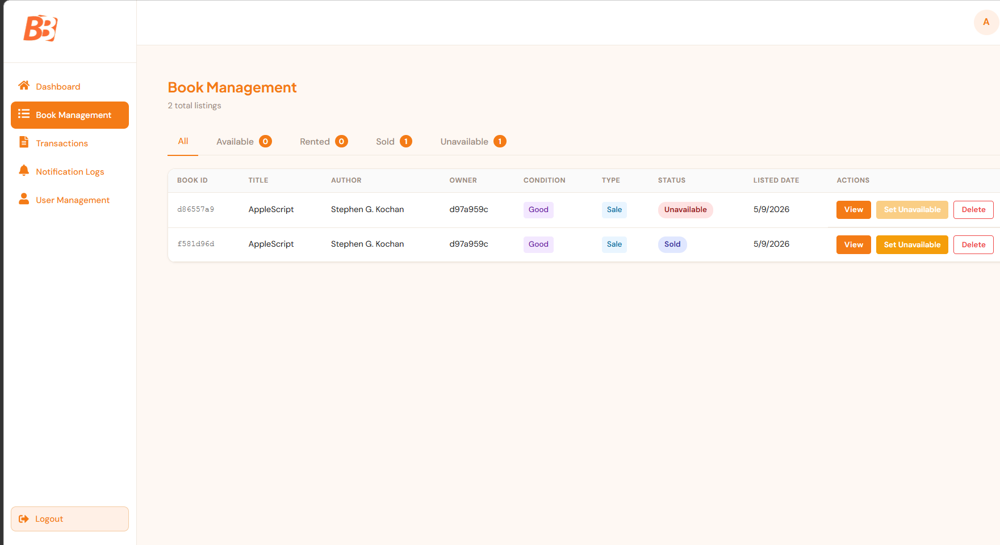 BB
A
Dashboard
Book Management
Transactions
Notification Logs
User Management
Logout
Book Management
2 total listings
All Available 0 Rented 0 Sold 1 Unavailable 1
BOOK ID TITLE AUTHOR OWNER CONDITION TYPE STATUS LISTED DATE ACTIONS
d86557a9 AppleScript Stephen G. Kochan d97a959c Good Sale Unavailable 5/9/2026 View Set Unavailable Delete
f581d96d AppleScript Stephen G. Kochan d97a959c Good Sale Sold 5/9/2026 View Set Unavailable Delete